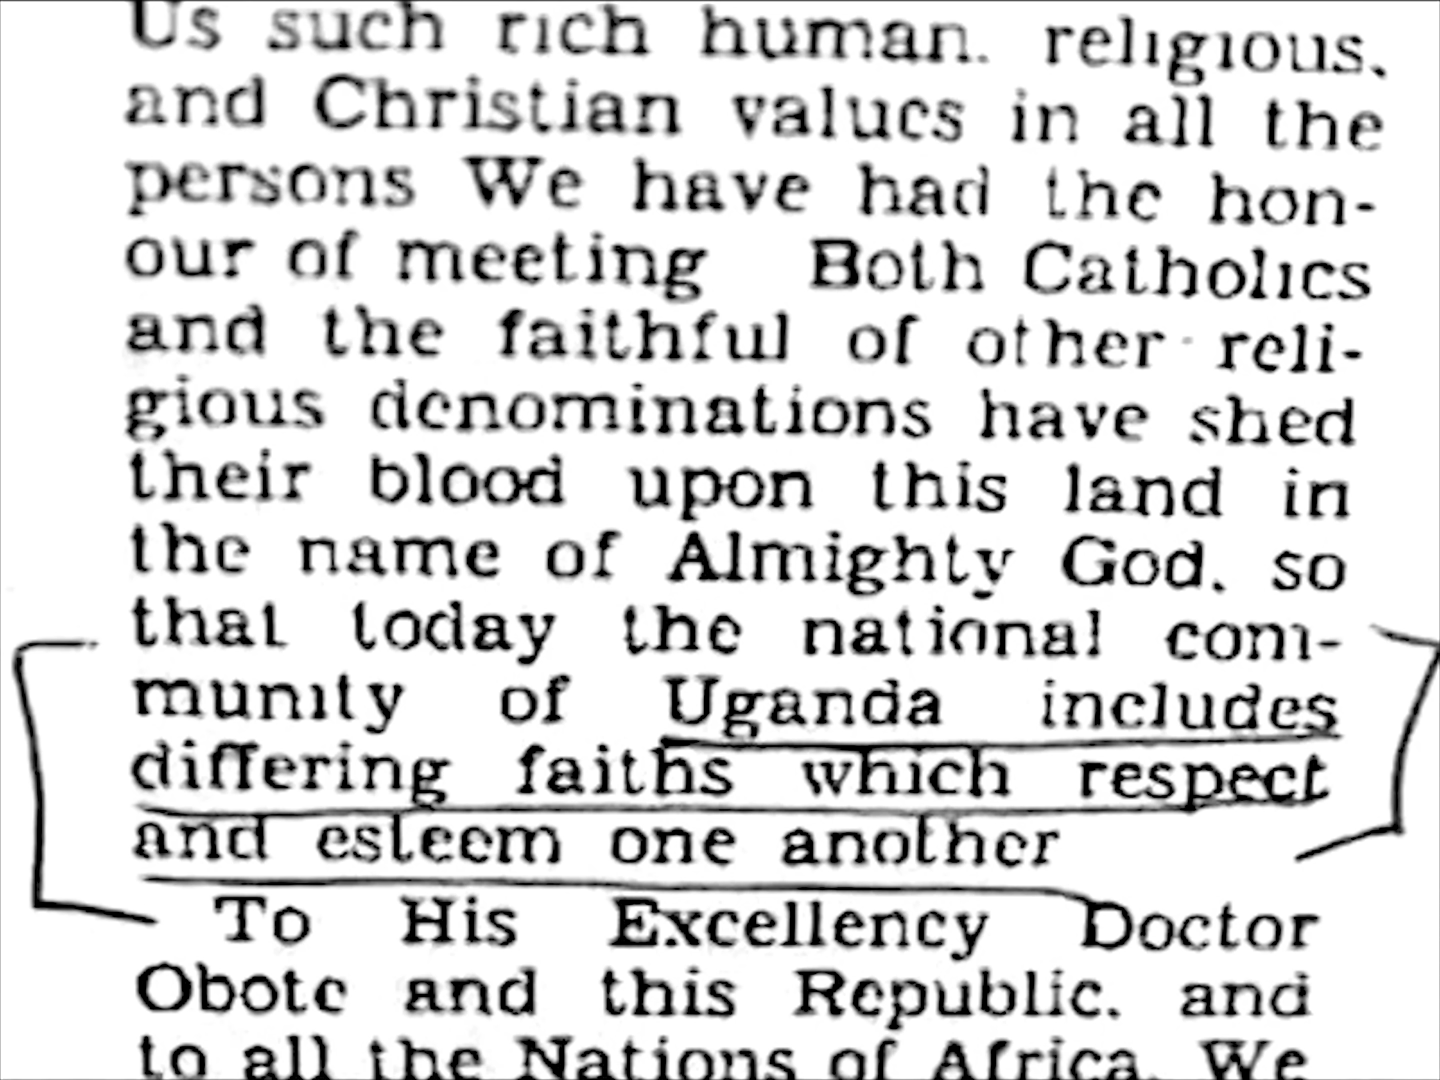 Us such rich human, religious,
and Christian values in all the
persons We have had the hon-
our of meeting Both Catholics
and the faithful of other reli-
gious denominations have shed
their blood upon this land in
the name of Almighty God, so
that today the national com-
munity of Uganda includes
differing faiths which respect
and esteem one another
To His Excellency Doctor
Obote and this Republic, and
to all the Nations of Africa, We